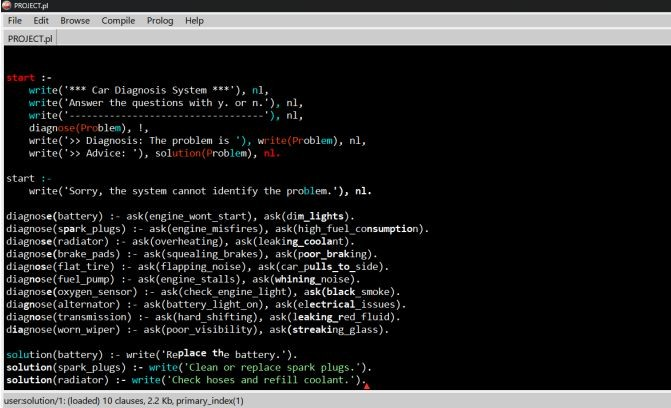 PROJECT.pl
File Edit Browse Compile Prolog Help
PROJECT.pl
start :-
    write('*** Car Diagnosis System ***'), nl,
    write('Answer the questions with y. or n.'), nl,
    write('---------------------------------'), nl,
    diagnose(Problem), !,
    write('>> Diagnosis: The problem is '), write(Problem), nl,
    write('>> Advice: '), solution(Problem), nl.
start :-
    write('Sorry, the system cannot identify the problem.'), nl.
diagnose(battery) :- ask(engine_wont_start), ask(dim_lights).
diagnose(spark_plugs) :- ask(engine_misfires), ask(high_fuel_consumption).
diagnose(radiator) :- ask(overheating), ask(leaking_coolant).
diagnose(brake_pads) :- ask(squealing_brakes), ask(poor_braking).
diagnose(flat_tire) :- ask(flapping_noise), ask(car_pulls_to_side).
diagnose(fuel_pump) :- ask(engine_stalls), ask(whining_noise).
diagnose(oxygen_sensor) :- ask(check_engine_light), ask(black_smoke).
diagnose(alternator) :- ask(battery_light_on), ask(electrical_issues).
diagnose(transmission) :- ask(hard_shifting), ask(leaking_red_fluid).
diagnose(worn_wiper) :- ask(poor_visibility), ask(streaking_glass).
solution(battery) :- write('Replace the battery.').
solution(spark_plugs) :- write('Clean or replace spark plugs.').
solution(radiator) :- write('Check hoses and refill coolant.').
user:solution/1: (loaded) 10 clauses, 2.2 Kb, primary_index(1)